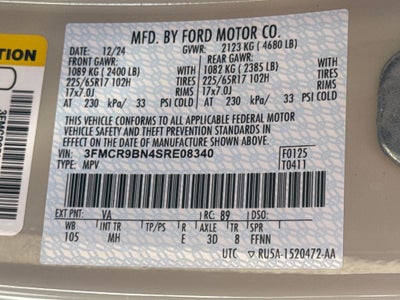 MFD. BY FORD MOTOR CO.
DATE: 12/24 GVWR: 2123 KG ( 4680 LB)
FRONT GAWR: REAR GAWR:
1089 KG ( 2400 LB) WITH 1082 KG ( 2385 LB) WITH
225/65R17 102H TIRES 225/65R17 102H TIRES
17x7.0J RIMS 17x7.0J RIMS
AT 230 kPa/ 33 PSI COLD AT 230 kPa/ 33 PSI COLD
THIS VEHICLE CONFORMS TO ALL APPLICABLE FEDERAL MOTOR
VEHICLE SAFETY AND THEFT PREVENTION STANDARDS IN
EFFECT ON THE DATE OF MANUFACTURE SHOWN ABOVE.
VIN: 3FMCR9BN4SRE08340 F0125
TYPE: MPV T0411
EXT PNT: VA RC: 89 DSO:
WB INT TR TP/PS R AXLE TR SPR
105 MH E 3D 8 FFNN
UTC RU5A-1520472-AA